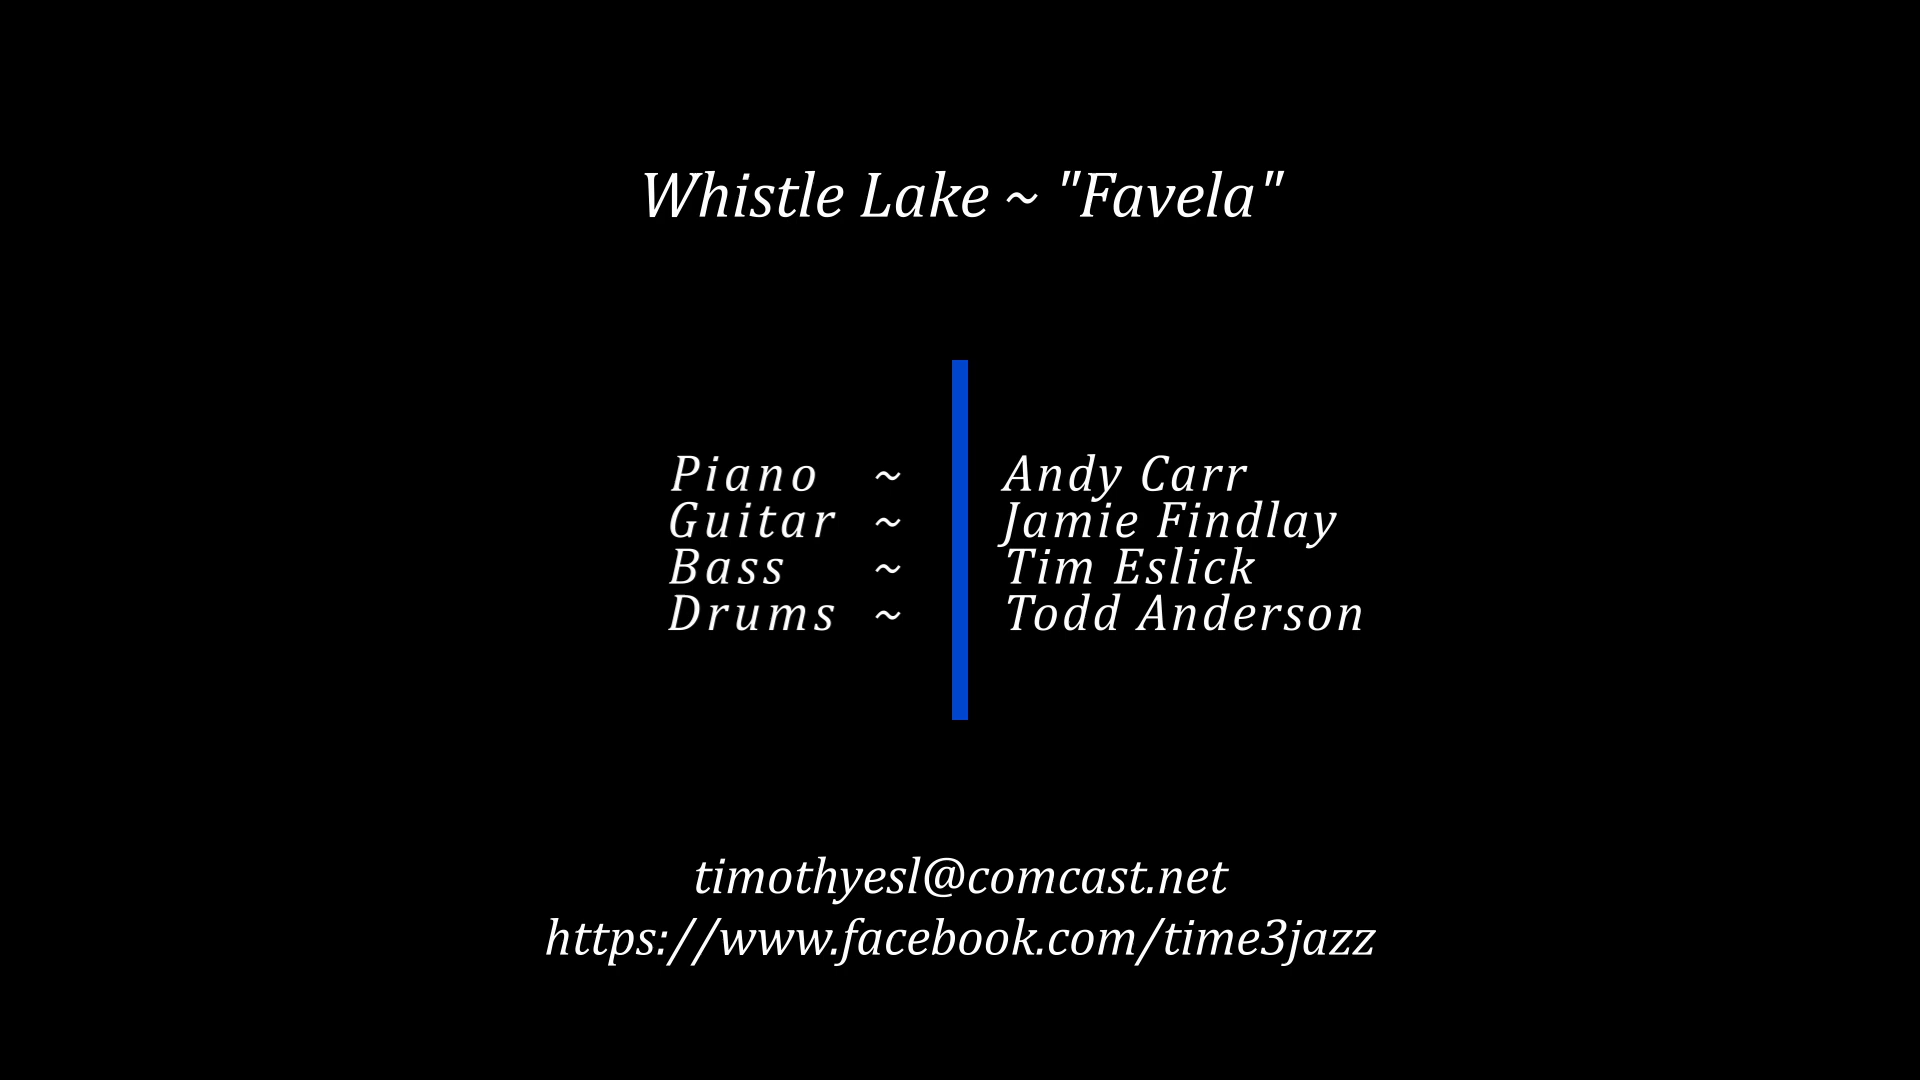 Whistle Lake ~ "Favela"
Piano ~ Andy Carr
Guitar ~ Jamie Findlay
Bass ~ Tim Eslick
Drums ~ Todd Anderson
timothyesl@comcast.net
https://www.facebook.com/time3jazz